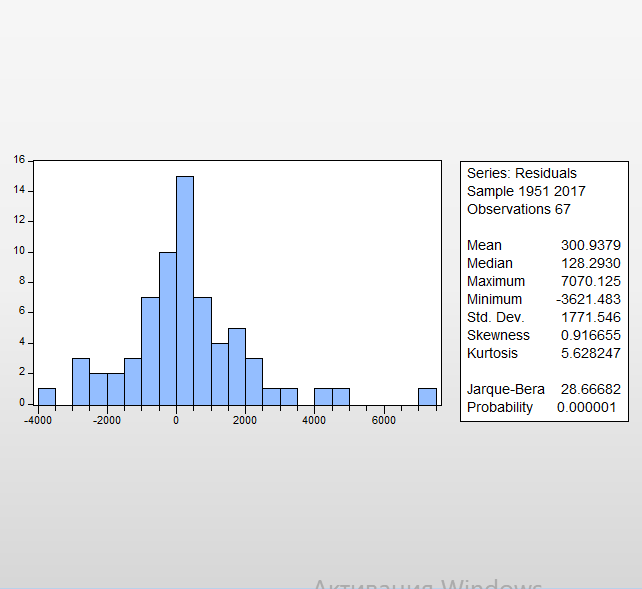 16
14
12
10
8
6
4
2
0
-4000 -2000 0 2000 4000 6000
Series: Residuals
Sample 1951 2017
Observations 67
Mean 300.9379
Median 128.2930
Maximum 7070.125
Minimum -3621.483
Std. Dev. 1771.546
Skewness 0.916655
Kurtosis 5.628247
Jarque-Bera 28.66682
Probability 0.000001
Активация Windows